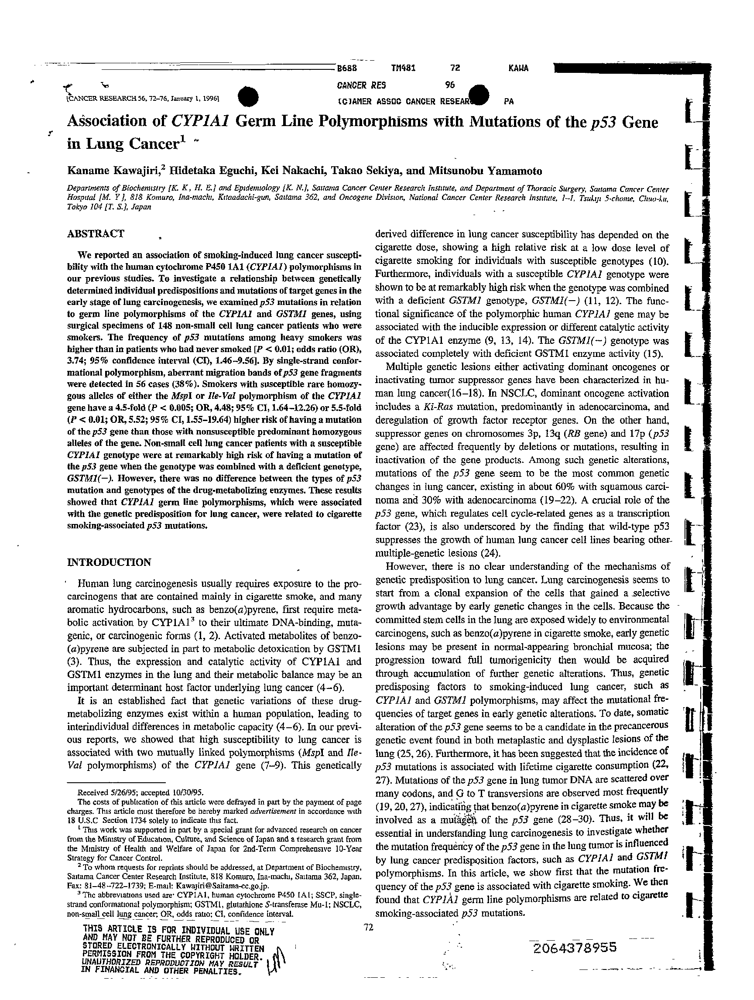 B688 TM481 72 KAWA
CANCER RES 96
(C)AMER ASSOC CANCER RESEAR PA
[CANCER RESEARCH 56, 72-76, January 1, 1996]
Association of CYP1A1 Germ Line Polymorphisms with Mutations of the p53 Gene
in Lung Cancer1
Kaname Kawajiri,2 Hidetaka Eguchi, Kei Nakachi, Takao Sekiya, and Mitsunobu Yamamoto
Departments of Biochemistry [K. K., H. E.] and Epidemiology [K. N.], Saitama Cancer Center Research Institute, and Department of Thoracic Surgery, Saitama Cancer Center
Hospital [M. Y.], 818 Komuro, Ina-machi, Kitaadachi-gun, Saitama 362, and Oncogene Division, National Cancer Center Research Institute, 1-1, Tsukiji 5-chome, Chuo-ku,
Tokyo 104 [T. S.], Japan
ABSTRACT
We reported an association of smoking-induced lung cancer suscepti-
bility with the human cytochrome P450 1A1 (CYP1A1) polymorphisms in
our previous studies. To investigate a relationship between genetically
determined individual predispositions and mutations of target genes in the
early stage of lung carcinogenesis, we examined p53 mutations in relation
to germ line polymorphisms of the CYP1A1 and GSTM1 genes, using
surgical specimens of 148 non-small cell lung cancer patients who were
smokers. The frequency of p53 mutations among heavy smokers was
higher than in patients who had never smoked [P < 0.01; odds ratio (OR),
3.74; 95% confidence interval (CI), 1.46-9.56]. By single-strand confor-
mational polymorphism, aberrant migration bands of p53 gene fragments
were detected in 56 cases (38%). Smokers with susceptible rare homozy-
gous alleles of either the MspI or Ile-Val polymorphism of the CYP1A1
gene have a 4.5-fold (P < 0.005; OR, 4.48; 95% CI, 1.64-12.26) or 5.5-fold
(P < 0.01; OR, 5.52; 95% CI, 1.55-19.64) higher risk of having a mutation
of the p53 gene than those with nonsusceptible predominant homozygous
alleles of the gene. Non-small cell lung cancer patients with a susceptible
CYP1A1 genotype were at remarkably high risk of having a mutation of
the p53 gene when the genotype was combined with a deficient genotype,
GSTM1(-). However, there was no difference between the types of p53
mutation and genotypes of the drug-metabolizing enzymes. These results
showed that CYP1A1 germ line polymorphisms, which were associated
with the genetic predisposition for lung cancer, were related to cigarette
smoking-associated p53 mutations.
INTRODUCTION
Human lung carcinogenesis usually requires exposure to the pro-
carcinogens that are contained mainly in cigarette smoke, and many
aromatic hydrocarbons, such as benzo(a)pyrene, first require meta-
bolic activation by CYP1A13 to their ultimate DNA-binding, muta-
genic, or carcinogenic forms (1, 2). Activated metabolites of benzo-
(a)pyrene are subjected in part to metabolic detoxication by GSTM1
(3). Thus, the expression and catalytic activity of CYP1A1 and
GSTM1 enzymes in the lung and their metabolic balance may be an
important determinant host factor underlying lung cancer (4-6).
It is an established fact that genetic variations of these drug-
metabolizing enzymes exist within a human population, leading to
interindividual differences in metabolic capacity (4-6). In our previ-
ous reports, we showed that high susceptibility to lung cancer is
associated with two mutually linked polymorphisms (MspI and Ile-
Val polymorphisms) of the CYP1A1 gene (7-9). This genetically
Received 5/26/95; accepted 10/30/95.
The costs of publication of this article were defrayed in part by the payment of page
charges. This article must therefore be hereby marked advertisement in accordance with
18 U.S.C. Section 1734 solely to indicate this fact.
1 This work was supported in part by a special grant for advanced research on cancer
from the Ministry of Education, Culture, and Science of Japan and a research grant from
the Ministry of Health and Welfare of Japan for 2nd-Term Comprehensive 10-Year
Strategy for Cancer Control.
2 To whom requests for reprints should be addressed, at Department of Biochemistry,
Saitama Cancer Center Research Institute, 818 Komuro, Ina-machi, Saitama 362, Japan.
Fax: 81-48-722-1739; E-mail: Kawajiri@Saitama-cc.go.jp.
3 The abbreviations used are: CYP1A1, human cytochrome P450 1A1; SSCP, single-
strand conformational polymorphism; GSTM1, glutathione S-transferase Mu-1; NSCLC,
non-small cell lung cancer; OR, odds ratio; CI, confidence interval.
THIS ARTICLE IS FOR INDIVIDUAL USE ONLY
AND MAY NOT BE FURTHER REPRODUCED OR
STORED ELECTRONICALLY WITHOUT WRITTEN
PERMISSION FROM THE COPYRIGHT HOLDER.
UNAUTHORIZED REPRODUCTION MAY RESULT
IN FINANCIAL AND OTHER PENALTIES.
derived difference in lung cancer susceptibility has depended on the
cigarette dose, showing a high relative risk at a low dose level of
cigarette smoking for individuals with susceptible genotypes (10).
Furthermore, individuals with a susceptible CYP1A1 genotype were
shown to be at remarkably high risk when the genotype was combined
with a deficient GSTM1 genotype, GSTM1(-) (11, 12). The func-
tional significance of the polymorphic human CYP1A1 gene may be
associated with the inducible expression or different catalytic activity
of the CYP1A1 enzyme (9, 13, 14). The GSTM1(-) genotype was
associated completely with deficient GSTM1 enzyme activity (15).
Multiple genetic lesions either activating dominant oncogenes or
inactivating tumor suppressor genes have been characterized in hu-
man lung cancer(16-18). In NSCLC, dominant oncogene activation
includes a Ki-Ras mutation, predominantly in adenocarcinoma, and
deregulation of growth factor receptor genes. On the other hand,
suppressor genes on chromosomes 3p, 13q (RB gene) and 17p (p53
gene) are affected frequently by deletions or mutations, resulting in
inactivation of the gene products. Among such genetic alterations,
mutations of the p53 gene seem to be the most common genetic
changes in lung cancer, existing in about 60% with squamous carci-
noma and 30% with adenocarcinoma (19-22). A crucial role of the
p53 gene, which regulates cell cycle-related genes as a transcription
factor (23), is also underscored by the finding that wild-type p53
suppresses the growth of human lung cancer cell lines bearing other
multiple-genetic lesions (24).
However, there is no clear understanding of the mechanisms of
genetic predisposition to lung cancer. Lung carcinogenesis seems to
start from a clonal expansion of the cells that gained a selective
growth advantage by early genetic changes in the cells. Because the
committed stem cells in the lung are exposed widely to environmental
carcinogens, such as benzo(a)pyrene in cigarette smoke, early genetic
lesions may be present in normal-appearing bronchial mucosa; the
progression toward full tumorigenicity then would be acquired
through accumulation of further genetic alterations. Thus, genetic
predisposing factors to smoking-induced lung cancer, such as
CYP1A1 and GSTM1 polymorphisms, may affect the mutational fre-
quencies of target genes in early genetic alterations. To date, somatic
alteration of the p53 gene seems to be a candidate in the precancerous
genetic event found in both metaplastic and dysplastic lesions of the
lung (25, 26). Furthermore, it has been suggested that the incidence of
p53 mutations is associated with lifetime cigarette consumption (22,
27). Mutations of the p53 gene in lung tumor DNA are scattered over
many codons, and G to T transversions are observed most frequently
(19, 20, 27), indicating that benzo(a)pyrene in cigarette smoke may be
involved as a mutagen of the p53 gene (28-30). Thus, it will be
essential in understanding lung carcinogenesis to investigate whether
the mutation frequency of the p53 gene in the lung tumor is influenced
by lung cancer predisposition factors, such as CYP1A1 and GSTM1
polymorphisms. In this article, we show first that the mutation fre-
quency of the p53 gene is associated with cigarette smoking. We then
found that CYP1A1 germ line polymorphisms are related to cigarette
smoking-associated p53 mutations.
72
2064378955